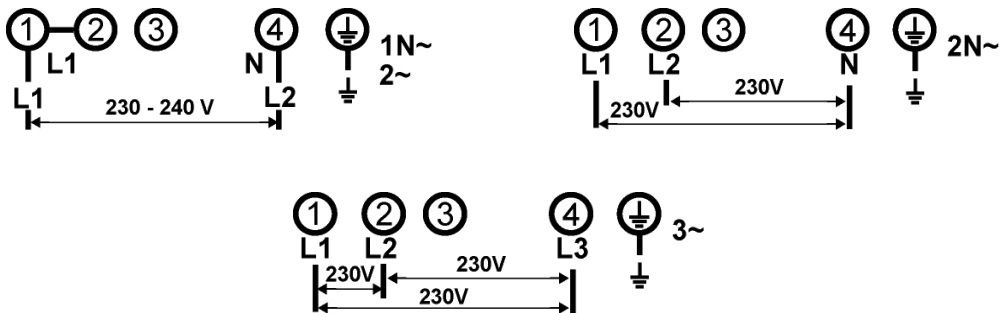 1 2 3 4 1N~
L1 N 2~
L1 L2
230 - 240 V
1 2 3 4 2N~
L1 L2 N
230V
230V
1 2 3 4 3~
L1 L2 L3
230V 230V
230V